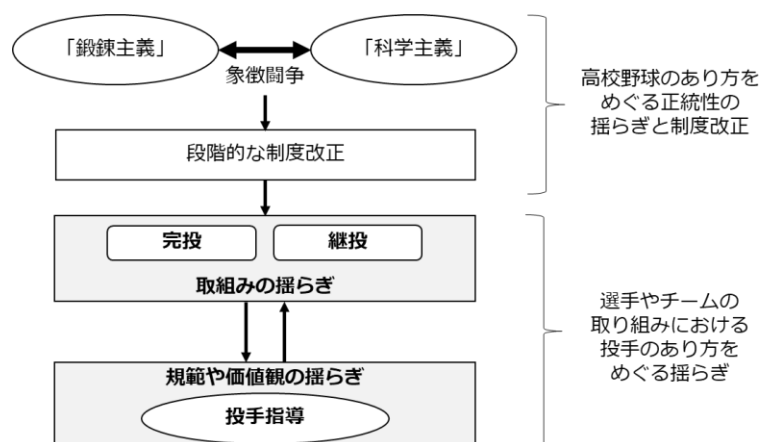 「鍛錬主義」
「科学主義」
象徴闘争
段階的な制度改正
高校野球のあり方を
めぐる正統性の
揺らぎと制度改正
完投
継投
取組みの揺らぎ
規範や価値観の揺らぎ
投手指導
選手やチームの
取り組みにおける
投手のあり方を
めぐる揺らぎ